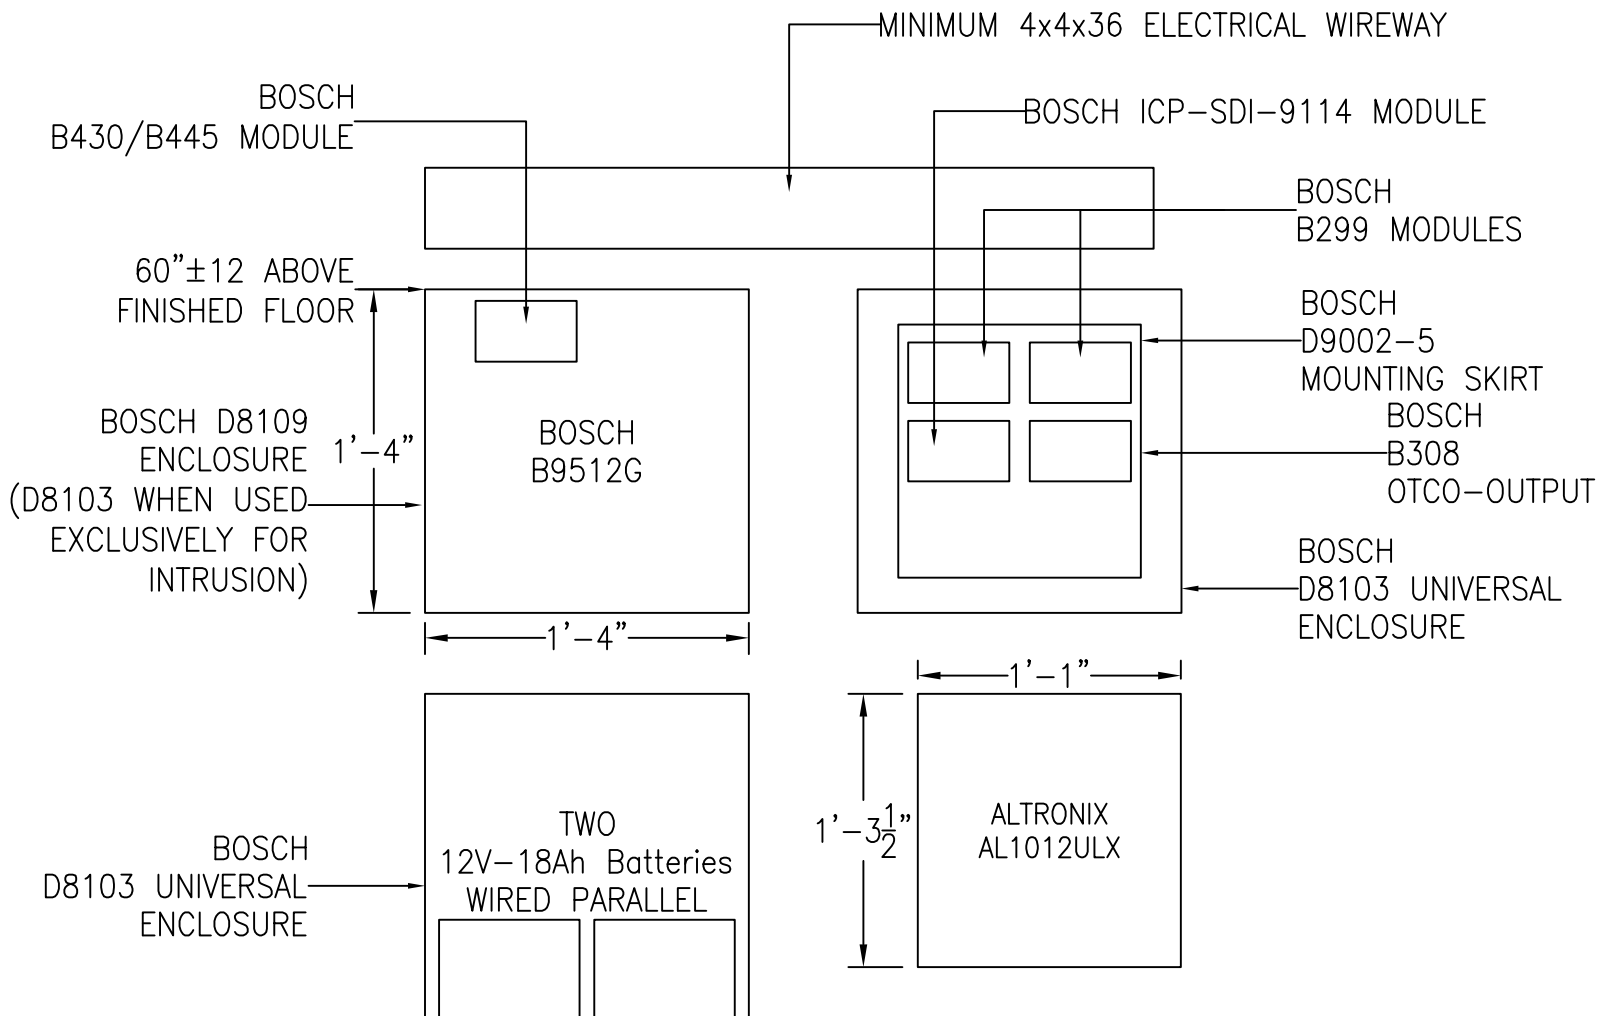 MINIMUM 4x4x36 ELECTRICAL WIREWAY
BOSCH
B430/B445 MODULE
BOSCH ICP-SDI-9114 MODULE
BOSCH
B299 MODULES
60"±12 ABOVE
FINISHED FLOOR
BOSCH
D9002-5
MOUNTING SKIRT
BOSCH D8109
ENCLOSURE
(D8103 WHEN USED
EXCLUSIVELY FOR
INTRUSION)
1'-4"
BOSCH
B9512G
BOSCH
B308
OTCO-OUTPUT
BOSCH
D8103 UNIVERSAL
ENCLOSURE
1'-4"
1'-1"
TWO
12V-18Ah Batteries
WIRED PARALLEL
1'-3½"
ALTRONIX
AL1012ULX
BOSCH
D8103 UNIVERSAL
ENCLOSURE